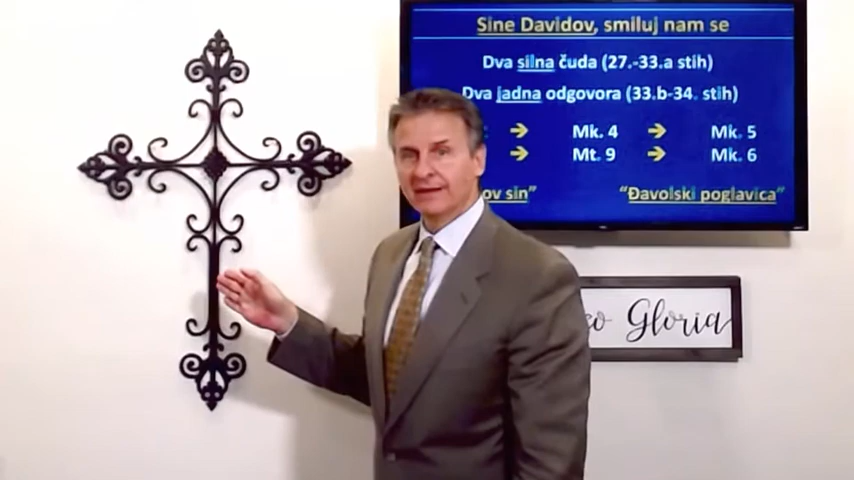 Sine Davidov, smiluj nam se
Dva silna čuda (27.-33.a stih)
Dva jadna odgovora (33.b-34. stih)
➔ Mk. 4 ➔ Mk. 5
➔ Mt. 9 ➔ Mk. 6
sin” “Đavolski poglavica”
Gloria